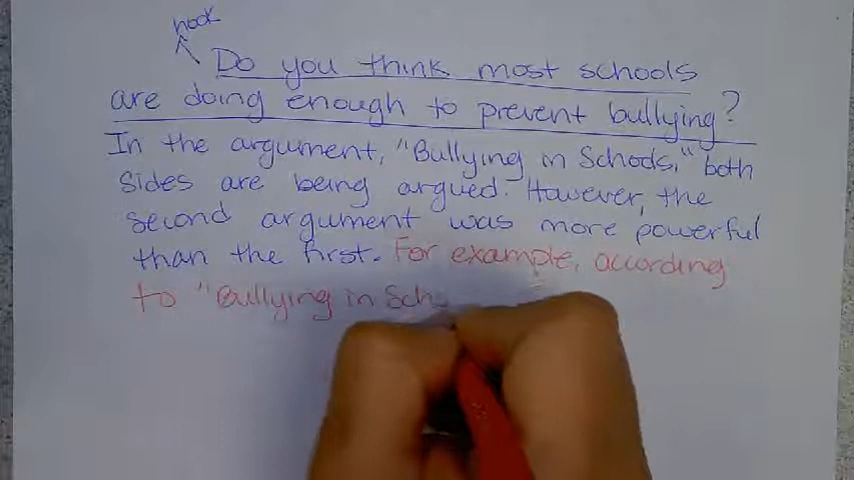 hook
Do you think most schools
are doing enough to prevent bullying?
In the argument, "Bullying in Schools," both
sides are being argued. However, the
second argument was more powerful
than the first. For example, according
to "Bullying in Scho